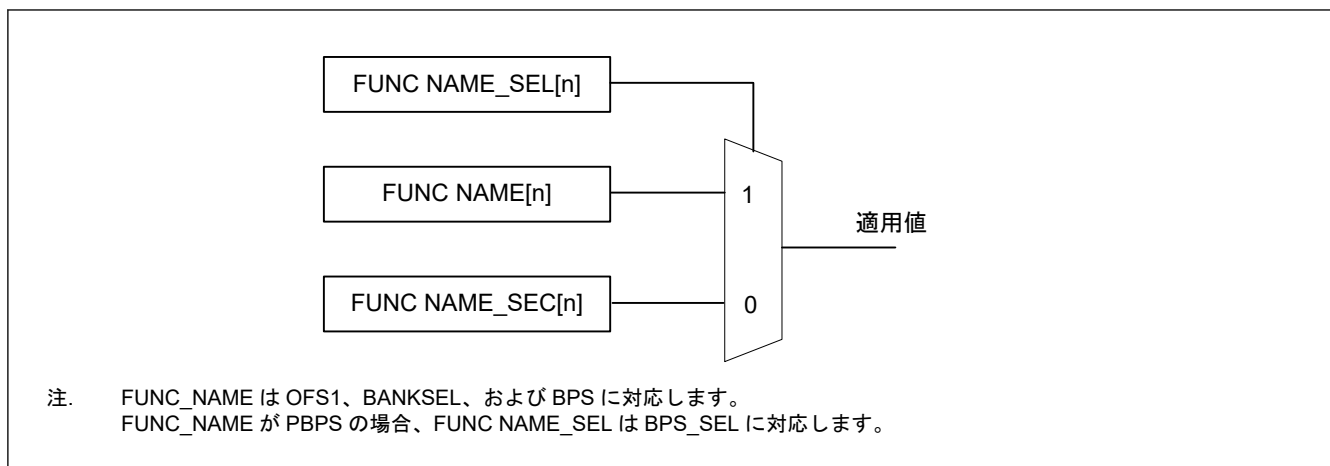 FUNC NAME_SEL[n]
FUNC NAME[n]
1
適用値
FUNC NAME_SEC[n]
0
注. FUNC_NAME は OFS1、BANKSEL、および BPS に対応します。
FUNC_NAME が PBPS の場合、FUNC NAME_SEL は BPS_SEL に対応します。